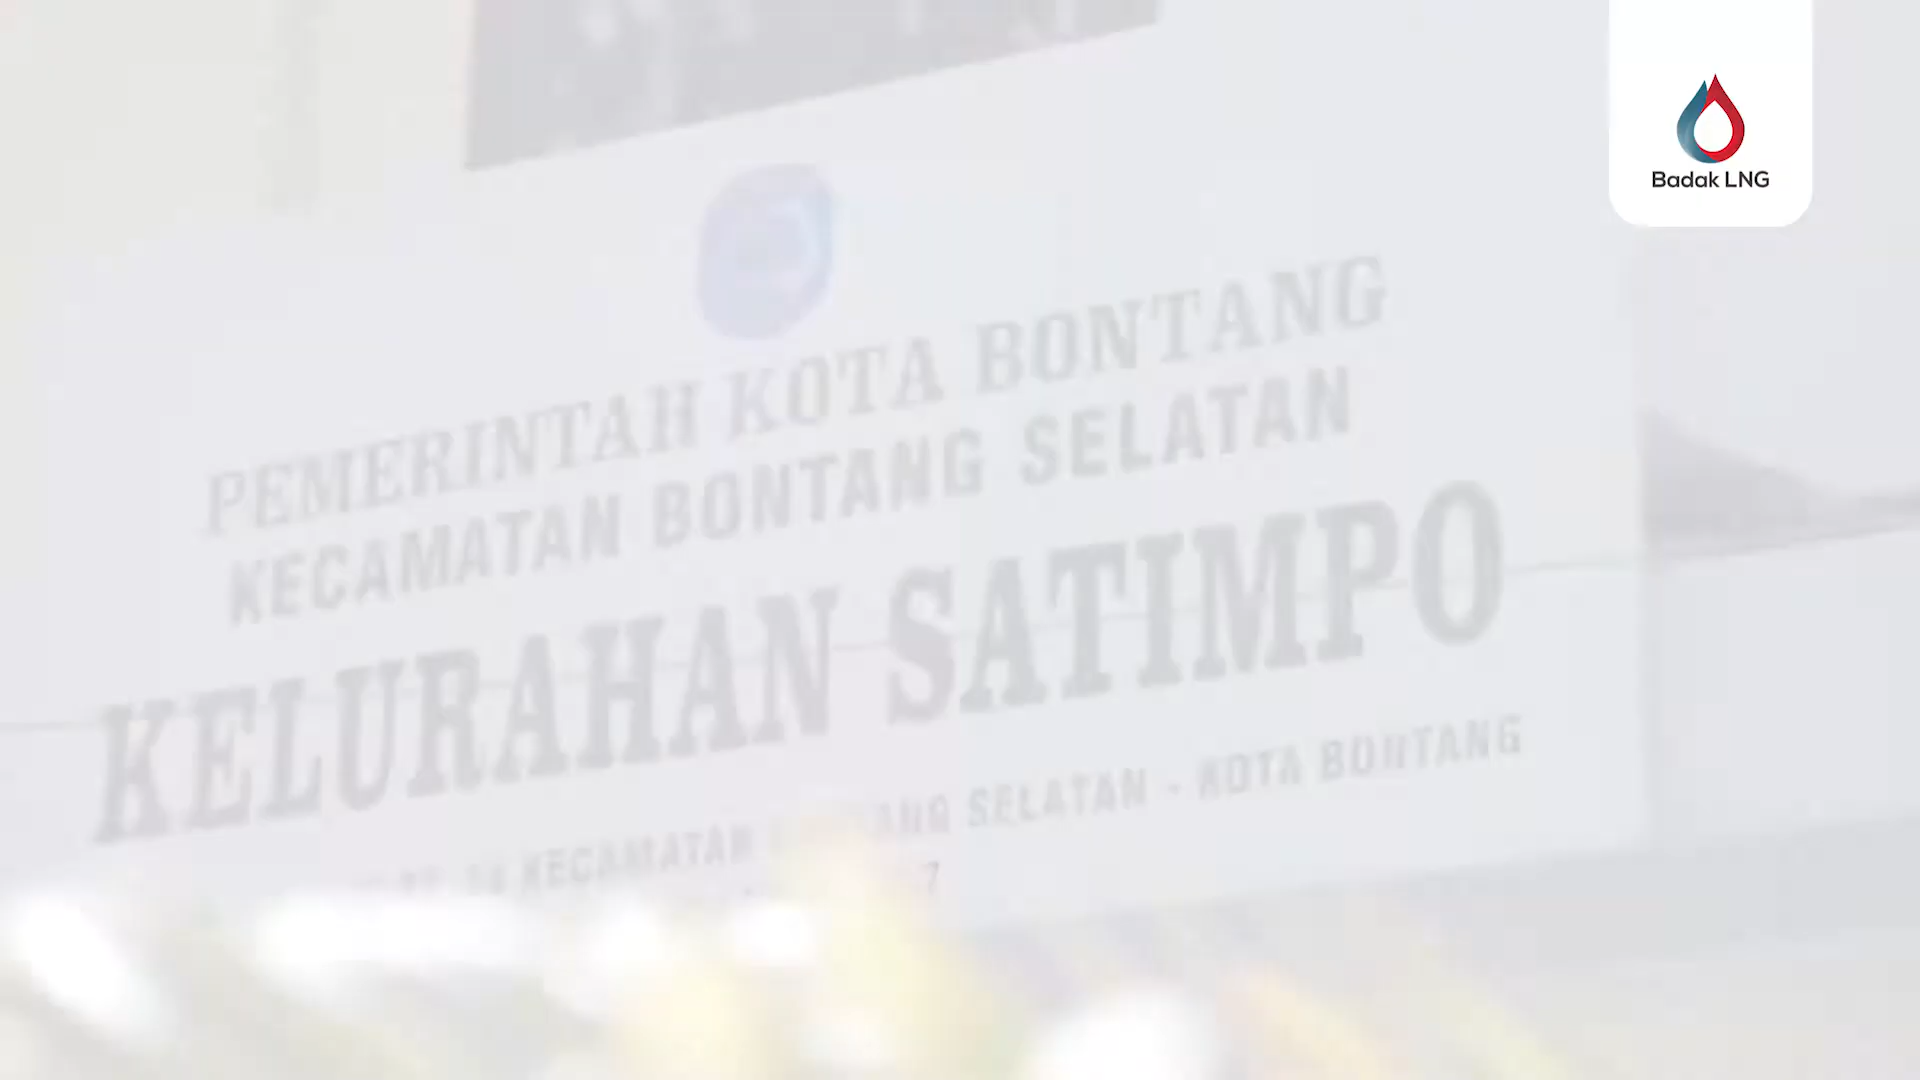 Badak LNG
PEMERINTAH KOTA BONTANG
KECAMATAN BONTANG SELATAN
KELURAHAN SATIMPO
KECAMATAN SELATAN - KOTA BONTANG